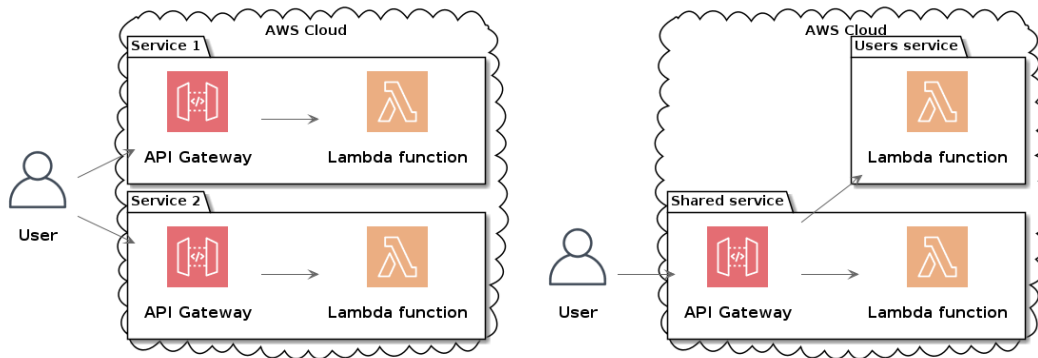 AWS Cloud
Service 1
API Gateway
Lambda function
User
Service 2
API Gateway
Lambda function
AWS Cloud
Users service
Lambda function
Shared service
API Gateway
Lambda function
User